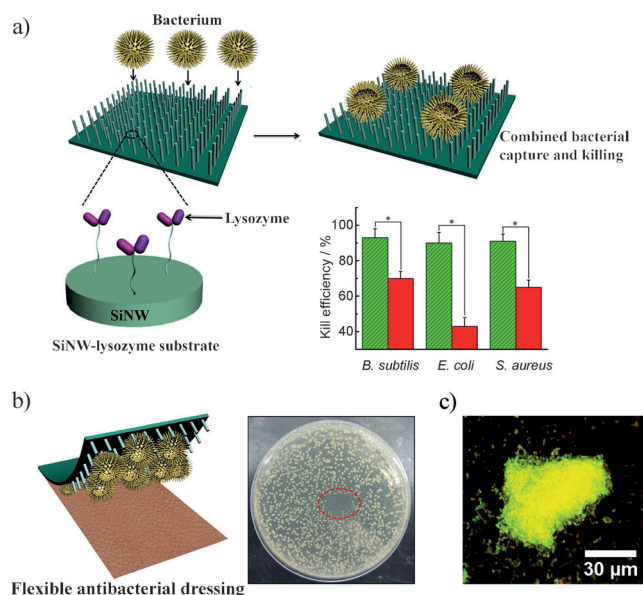 a)
Bacterium
Combined bacterial
capture and killing
Lysozyme
SiNW
SiNW-lysozyme substrate
Kill efficiency / %
100
80
60
40
*
*
*
B. subtilis
E. coli
S. aureus
b)
Flexible antibacterial dressing
c)
30 µm